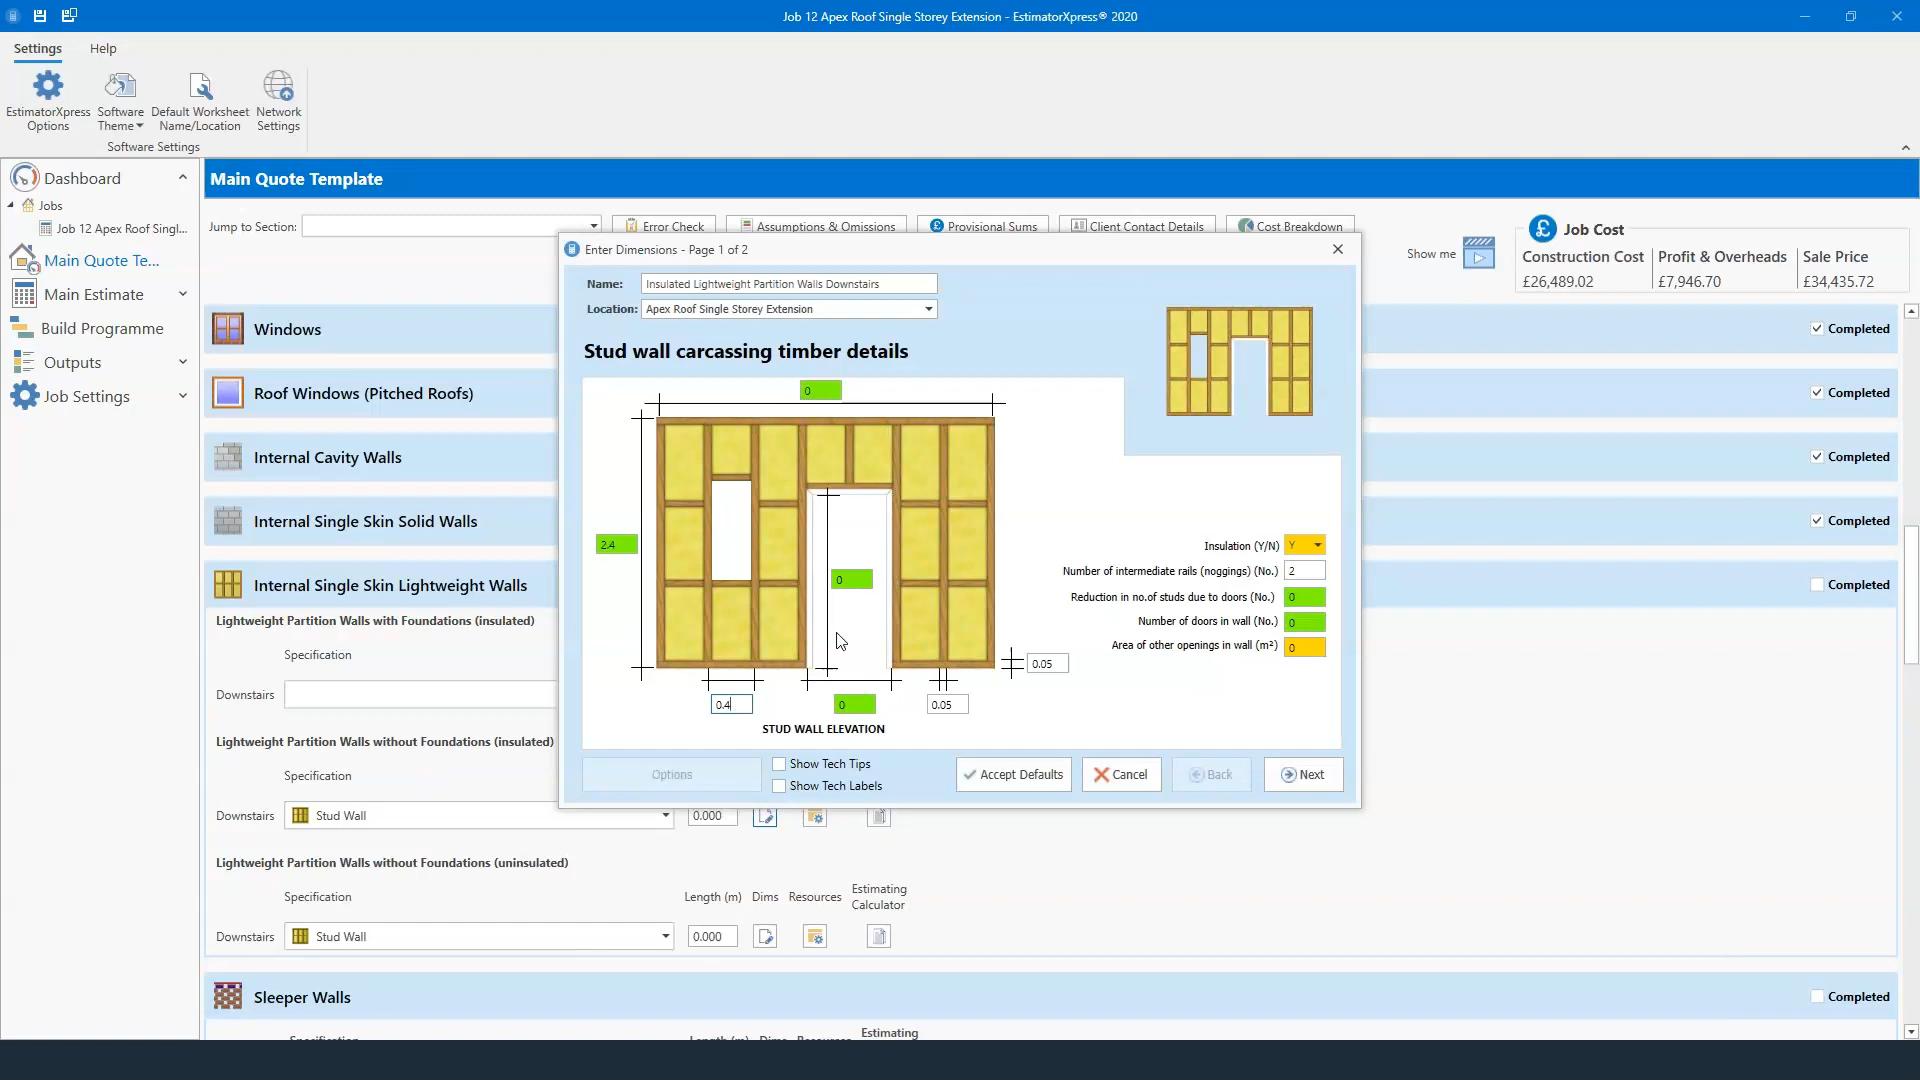 Job 12 Apex Roof Single Storey Extension - EstimatorXpress® 2020
Settings
Help
EstimatorXpress
Options
Software
Theme
Default Worksheet
Name/Location
Network
Settings
Software Settings
Dashboard
Jobs
Job 12 Apex Roof Singl...
Main Quote Te...
Main Estimate
Build Programme
Outputs
Job Settings
Main Quote Template
Jump to Section:
Error Check
Assumptions & Omissions
Provisional Sums
Client Contact Details
Cost Breakdown
Show me
Job Cost
Construction Cost
Profit & Overheads
Sale Price
£26,489.02
£7,946.70
£34,435.72
Windows
Completed
Roof Windows (Pitched Roofs)
Completed
Internal Cavity Walls
Completed
Internal Single Skin Solid Walls
Completed
Internal Single Skin Lightweight Walls
Completed
Lightweight Partition Walls with Foundations (insulated)
Specification
Downstairs
Lightweight Partition Walls without Foundations (insulated)
Specification
Downstairs
Stud Wall
0.000
Lightweight Partition Walls without Foundations (uninsulated)
Specification
Length (m)
Dims
Resources
Estimating
Calculator
Downstairs
Stud Wall
0.000
Sleeper Walls
Completed
Estimating
Enter Dimensions - Page 1 of 2
Name:
Insulated Lightweight Partition Walls Downstairs
Location:
Apex Roof Single Storey Extension
Stud wall carcassing timber details
0
2.4
0
0.4
0
0.05
0.05
STUD WALL ELEVATION
Insulation (Y/N)
Y
Number of intermediate rails (noggings) (No.)
2
Reduction in no.of studs due to doors (No.)
0
Number of doors in wall (No.)
0
Area of other openings in wall (m²)
0
Options
Show Tech Tips
Show Tech Labels
Accept Defaults
Cancel
Back
Next